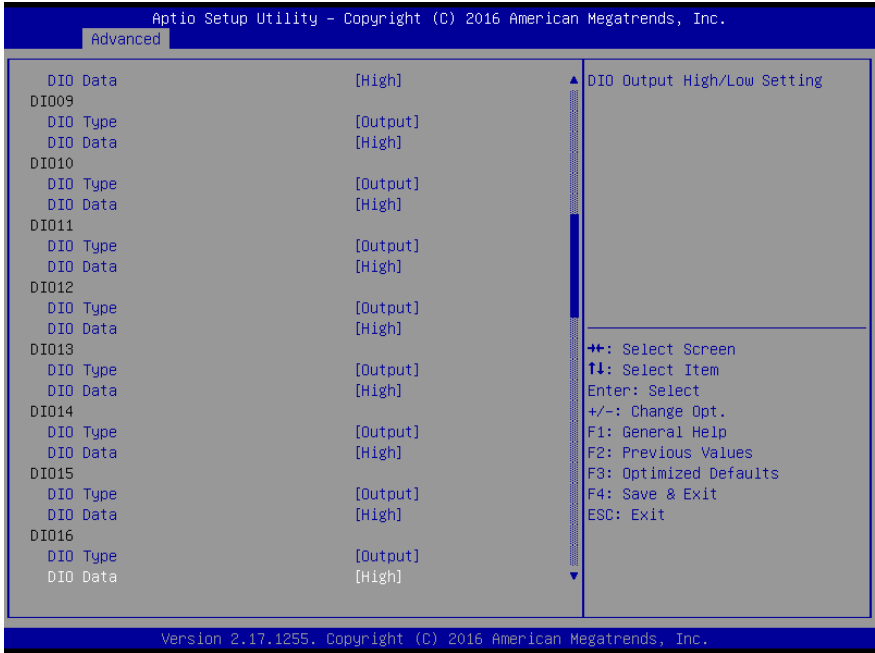 Aptio Setup Utility – Copyright (C) 2016 American Megatrends, Inc.
Advanced
DIO Data [High]
DIO09
DIO Type [Output]
DIO Data [High]
DIO10
DIO Type [Output]
DIO Data [High]
DIO11
DIO Type [Output]
DIO Data [High]
DIO12
DIO Type [Output]
DIO Data [High]
DIO13
DIO Type [Output]
DIO Data [High]
DIO14
DIO Type [Output]
DIO Data [High]
DIO15
DIO Type [Output]
DIO Data [High]
DIO16
DIO Type [Output]
DIO Data [High]
DIO Output High/Low Setting
→←: Select Screen
↑↓: Select Item
Enter: Select
+/-: Change Opt.
F1: General Help
F2: Previous Values
F3: Optimized Defaults
F4: Save & Exit
ESC: Exit
Version 2.17.1255. Copyright (C) 2016 American Megatrends, Inc.